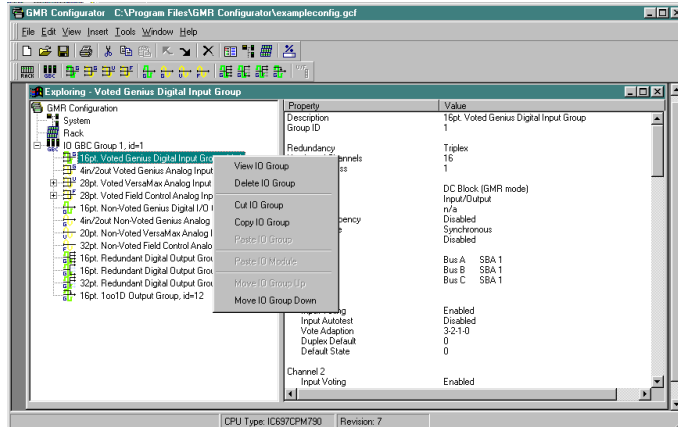 GMR Configurator C:\Program Files\GMR Configurator\exampleconfig.gcf
File Edit View Insert Tools Window Help
Exploring - Voted Genius Digital Input Group
GMR Configuration
System
Rack
IO GBC Group 1, id=1
16pt. Voted Genius Digital Input
4in/2out Voted Genius Analog Input
28pt. Voted VersaMax Analog Input
28pt. Voted Field Control Analog
16pt. Non-Voted Genius Digital I/O
4in/2out Non-Voted Genius Analog
20pt. Non-Voted VersaMax Analog
32pt. Non-Voted Field Control
16pt. Redundant Digital Output
16pt. Redundant Digital Output
32pt. Redundant Digital Output
16pt. 1oo1D Output Group, id=12
View IO Group
Delete IO Group
Cut IO Group
Copy IO Group
Paste IO Group
Paste IO Module
Move IO Group Up
Move IO Group Down
Property Value
Description 16pt. Voted Genius Digital Input Group
Group ID 1
Redundancy Triplex
16
1
DC Block (GMR mode)
Input/Output
n/a
Disabled
Synchronous
Disabled
Bus A SBA 1
Bus B SBA 1
Bus C SBA 1
Enabled
Input Autotest Disabled
Vote Adaption 3-2-1-0
Duplex Default 0
Default State 0
Channel 2
Input Voting Enabled
CPU Type: IC697CPM790 Revision: 7